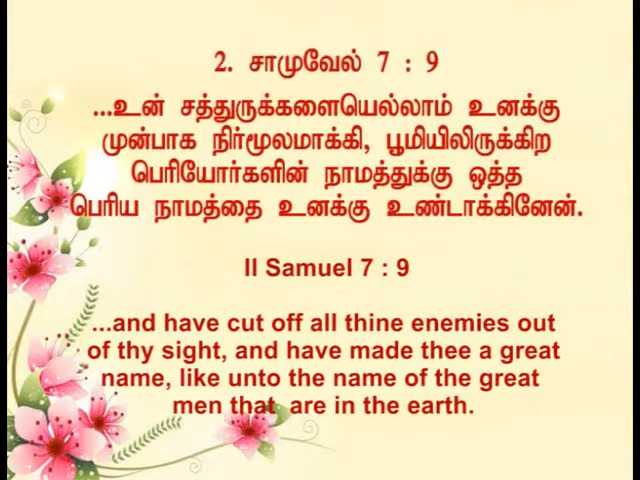 2. சாமுவேல் 7 : 9
...உன் சத்துருக்களையெல்லாம் உனக்கு
முன்பாக நிர்மூலமாக்கி, பூமியிலிருக்கிற
பெரியோர்களின் நாமத்துக்கு ஒத்த
பெரிய நாமத்தை உனக்கு உண்டாக்கினேன்.
II Samuel 7 : 9
...and have cut off all thine enemies out
of thy sight, and have made thee a great
name, like unto the name of the great
men that are in the earth.